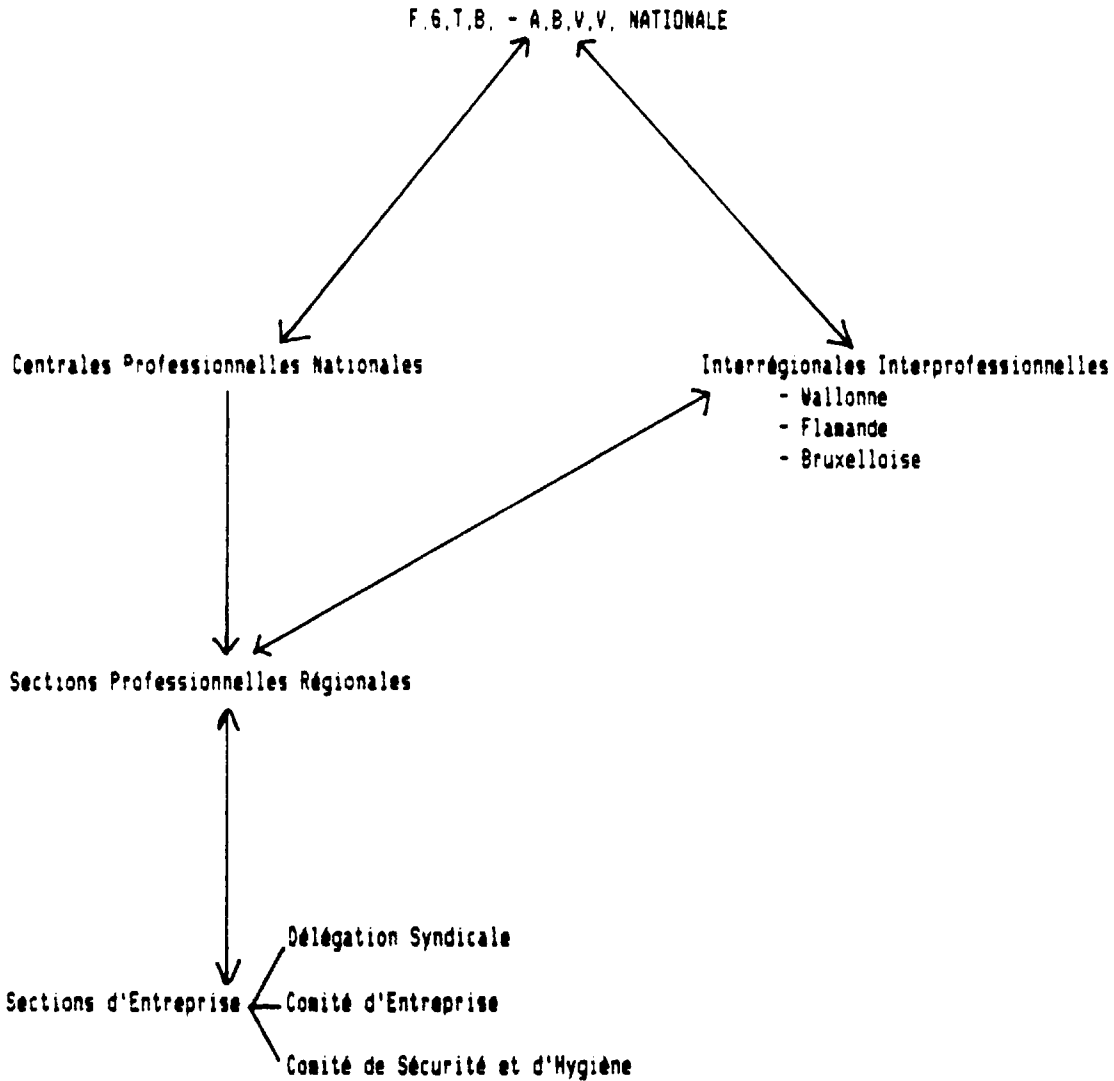 F.G.T.B. - A.B.V.V. NATIONALE
Centrales Professionnelles Nationales
Interrégionales Interprofessionnelles
- Wallonne
- Flamande
- Bruxelloise
Sections Professionnelles Régionales
Délégation Syndicale
Sections d'Entreprise
Comité d'Entreprise
Comité de Sécurité et d'Hygiène